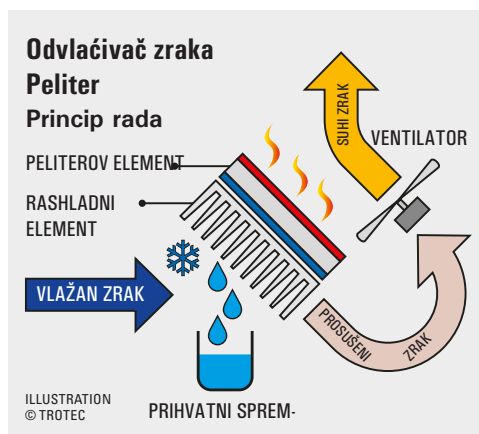 Odvlaćivač zraka
Peliter
Princip rada
PELITEROV ELEMENT
RASHLADNI
ELEMENT
VLAŽAN ZRAK
SUHI ZRAK
VENTILATOR
PROSUŠENI ZRAK
ILLUSTRATION
© TROTEC
PRIHVATNI SPREM-